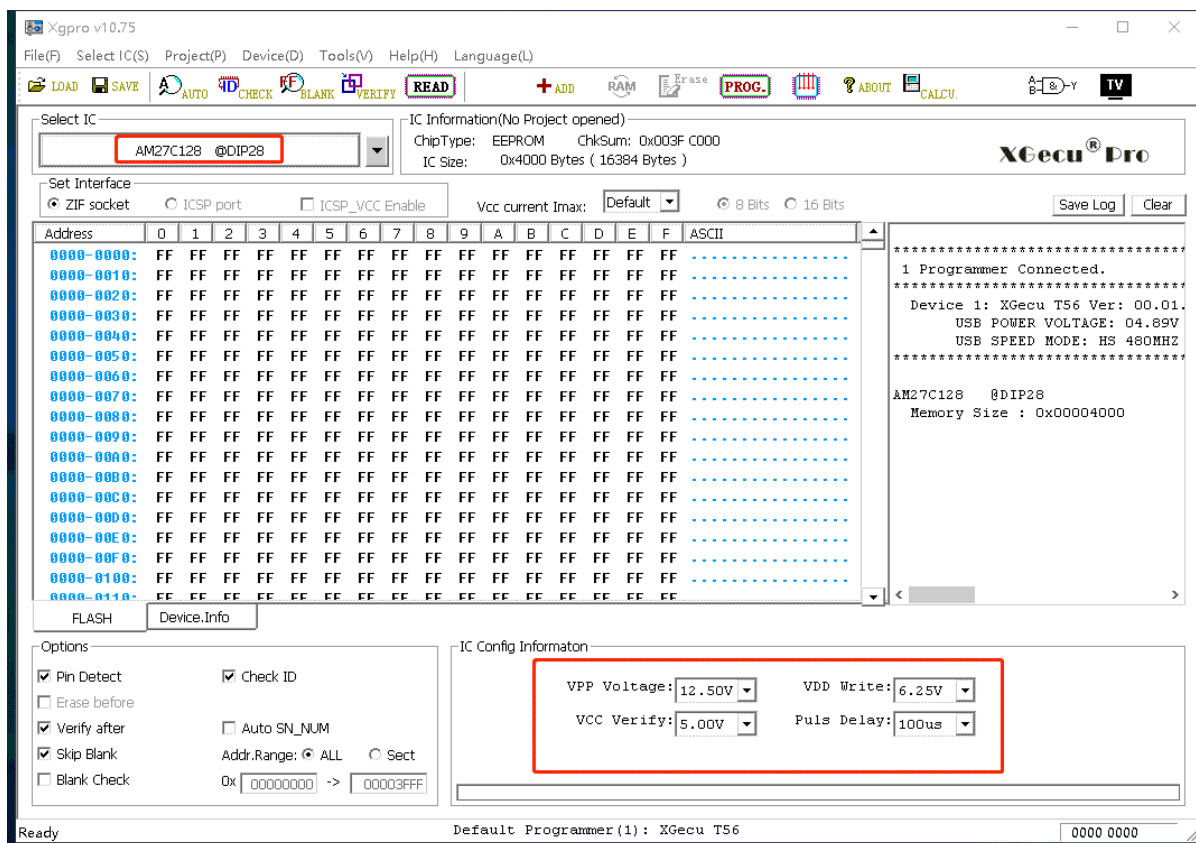 Xgpro v10.75
File(F) Select IC(S) Project(P) Device(D) Tools(V) Help(H) Language(L)
LOAD SAVE AUTO CHECK BLANK VERIFY READ ADD RAM Erase PROG. ABOUT CALCU. TV
Select IC
AM27C128 @DIP28
IC Information(No Project opened)
ChipType: EEPROM ChkSum: 0x003F C000
IC Size: 0x4000 Bytes ( 16384 Bytes )
XGecu® Pro
Set Interface
ZIF socket ICSP port ICSP_VCC Enable Vcc current Imax: Default 8 Bits 16 Bits Save Log Clear
Address 0 1 2 3 4 5 6 7 8 9 A B C D E F ASCII
0000-0000: FF FF FF FF FF FF FF FF FF FF FF FF FF FF FF FF ................
0000-0010: FF FF FF FF FF FF FF FF FF FF FF FF FF FF FF FF ................
0000-0020: FF FF FF FF FF FF FF FF FF FF FF FF FF FF FF FF ................
0000-0030: FF FF FF FF FF FF FF FF FF FF FF FF FF FF FF FF ................
0000-0040: FF FF FF FF FF FF FF FF FF FF FF FF FF FF FF FF ................
0000-0050: FF FF FF FF FF FF FF FF FF FF FF FF FF FF FF FF ................
0000-0060: FF FF FF FF FF FF FF FF FF FF FF FF FF FF FF FF ................
0000-0070: FF FF FF FF FF FF FF FF FF FF FF FF FF FF FF FF ................
0000-0080: FF FF FF FF FF FF FF FF FF FF FF FF FF FF FF FF ................
0000-0090: FF FF FF FF FF FF FF FF FF FF FF FF FF FF FF FF ................
0000-00A0: FF FF FF FF FF FF FF FF FF FF FF FF FF FF FF FF ................
0000-00B0: FF FF FF FF FF FF FF FF FF FF FF FF FF FF FF FF ................
0000-00C0: FF FF FF FF FF FF FF FF FF FF FF FF FF FF FF FF ................
0000-00D0: FF FF FF FF FF FF FF FF FF FF FF FF FF FF FF FF ................
0000-00E0: FF FF FF FF FF FF FF FF FF FF FF FF FF FF FF FF ................
0000-00F0: FF FF FF FF FF FF FF FF FF FF FF FF FF FF FF FF ................
0000-0100: FF FF FF FF FF FF FF FF FF FF FF FF FF FF FF FF ................
0000-0110: FF FF FF FF FF FF FF FF FF FF FF FF FF FF FF FF ................
*********************************
1 Programmer Connected.
*********************************
Device 1: XGecu T56 Ver: 00.01.
USB POWER VOLTAGE: 04.89V
USB SPEED MODE: HS 480MHZ
*********************************
AM27C128 @DIP28
Memory Size : 0x00004000
FLASH Device.Info
Options
Pin Detect Check ID
Erase before
Verify after Auto SN_NUM
Skip Blank Addr.Range: ALL Sect
Blank Check 0x 00000000 -> 00003FFF
IC Config Informaton
VPP Voltage: 12.50V VDD Write: 6.25V
VCC Verify: 5.00V Puls Delay: 100us
Ready Default Programmer(1): XGecu T56 0000 0000